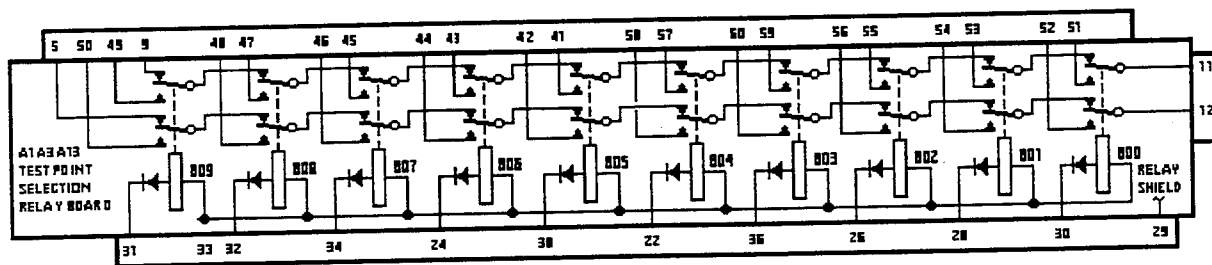 5 50 49 9 48 47 46 45 44 43 42 41 58 57 60 59 56 55 54 53 52 51
11
12
A1A3A13
TEST POINT
SELECTION
RELAY BOARD
809 808 807 806 805 804 803 802 801 800
RELAY
SHIELD
31 33 32 34 24 38 22 36 26 28 30 29